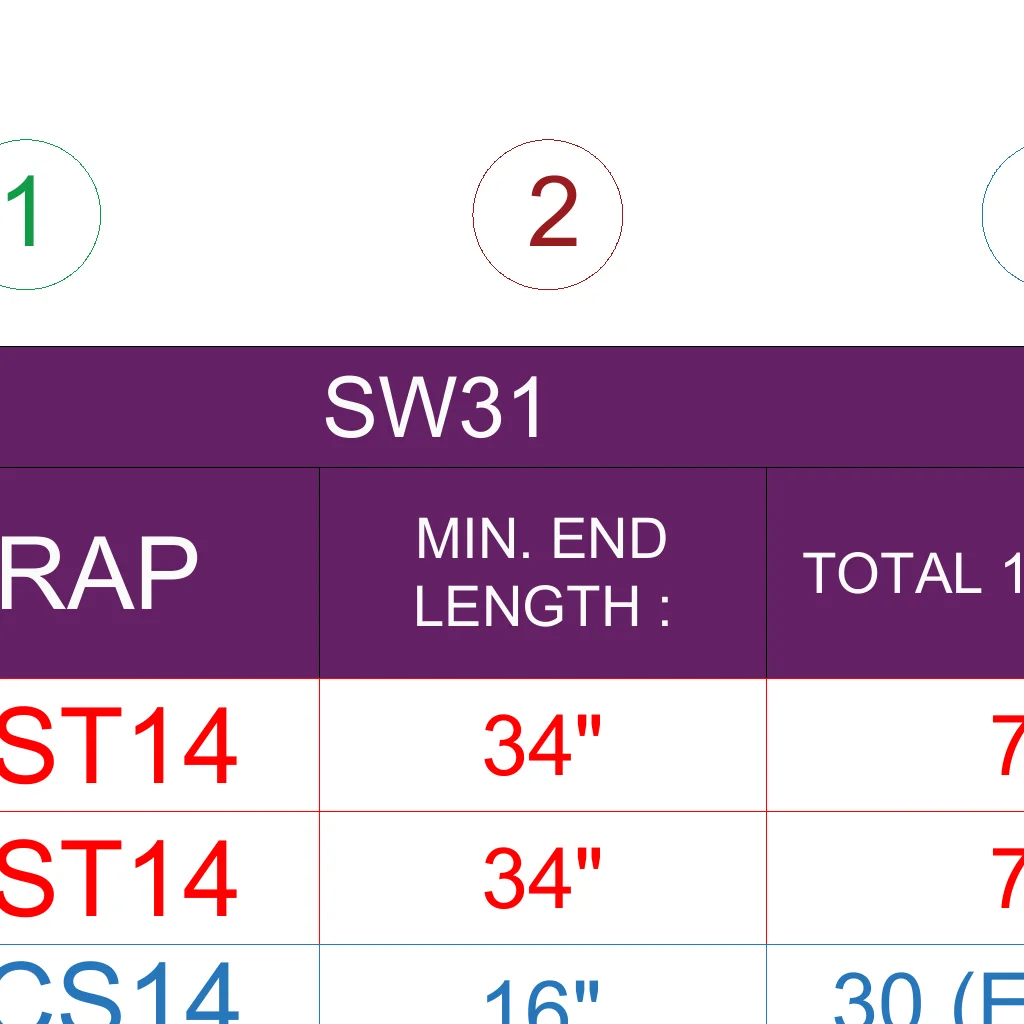 1
2
SW31
RAP
MIN. END
LENGTH :
TOTAL 1
ST14
34"
7
ST14
34"
7
CS14
16"
30 (E